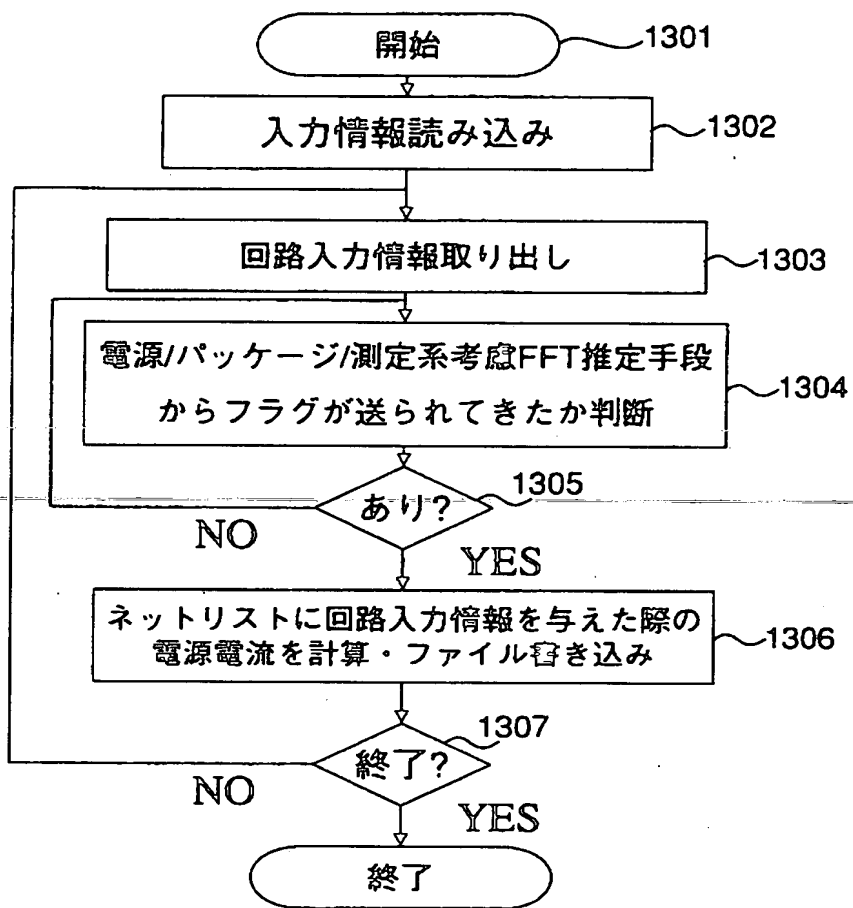 開始
1301
入力情報読み込み
1302
回路入力情報取り出し
1303
電源/パッケージ/測定系考慮FFT推定手段
からフラグが送られてきたか判断
1304
あり?
1305
NO
YES
ネットリストに回路入力情報を与えた際の
電源電流を計算・ファイル書き込み
1306
終了?
1307
NO
YES
終了